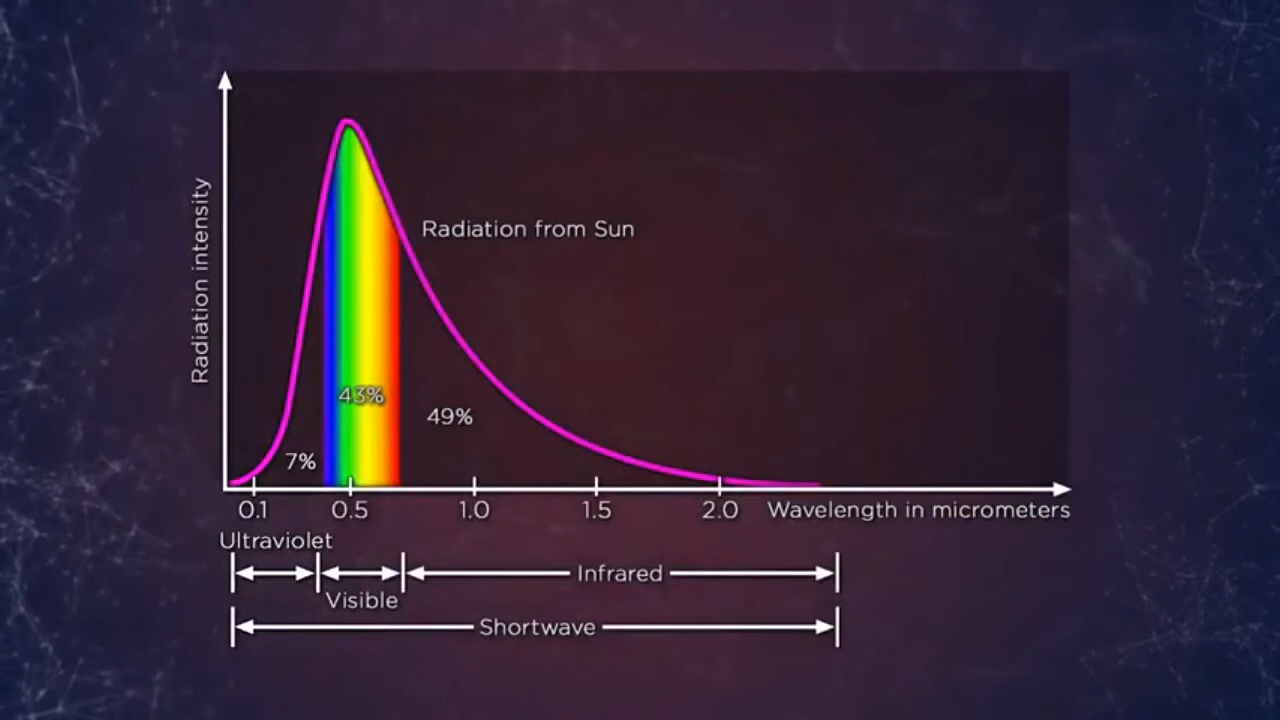 Radiation intensity
Radiation from Sun
43%
49%
7%
0.1 0.5 1.0 1.5 2.0 Wavelength in micrometers
Ultraviolet
Infrared
Visible
Shortwave